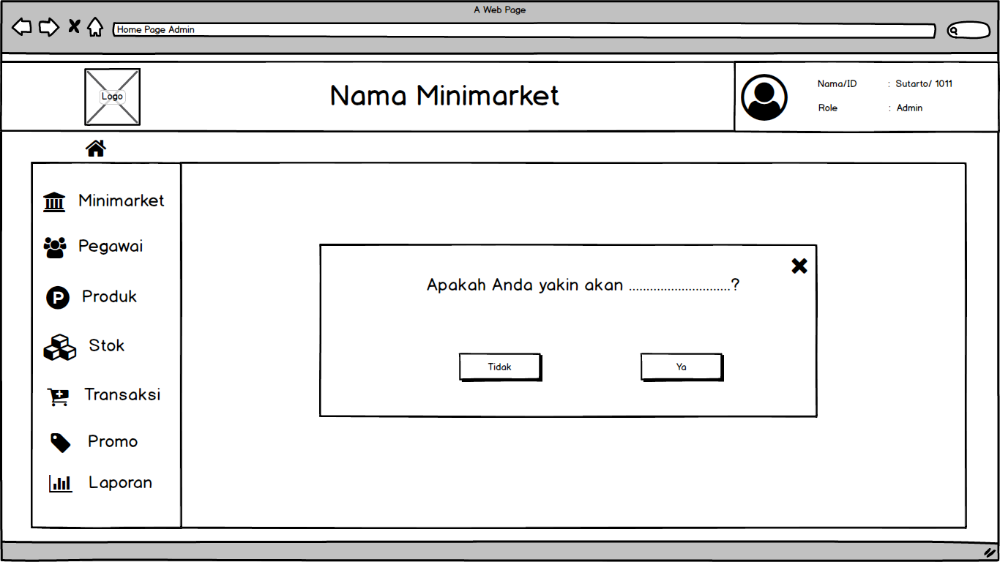 A Web Page
Home Page Admin
Logo
Nama Minimarket
Nama/ID : Sutarto/ 1011
Role : Admin
Minimarket
Pegawai
P Produk
Stok
Transaksi
Promo
Laporan
Apakah Anda yakin akan .............................?
Tidak
Ya